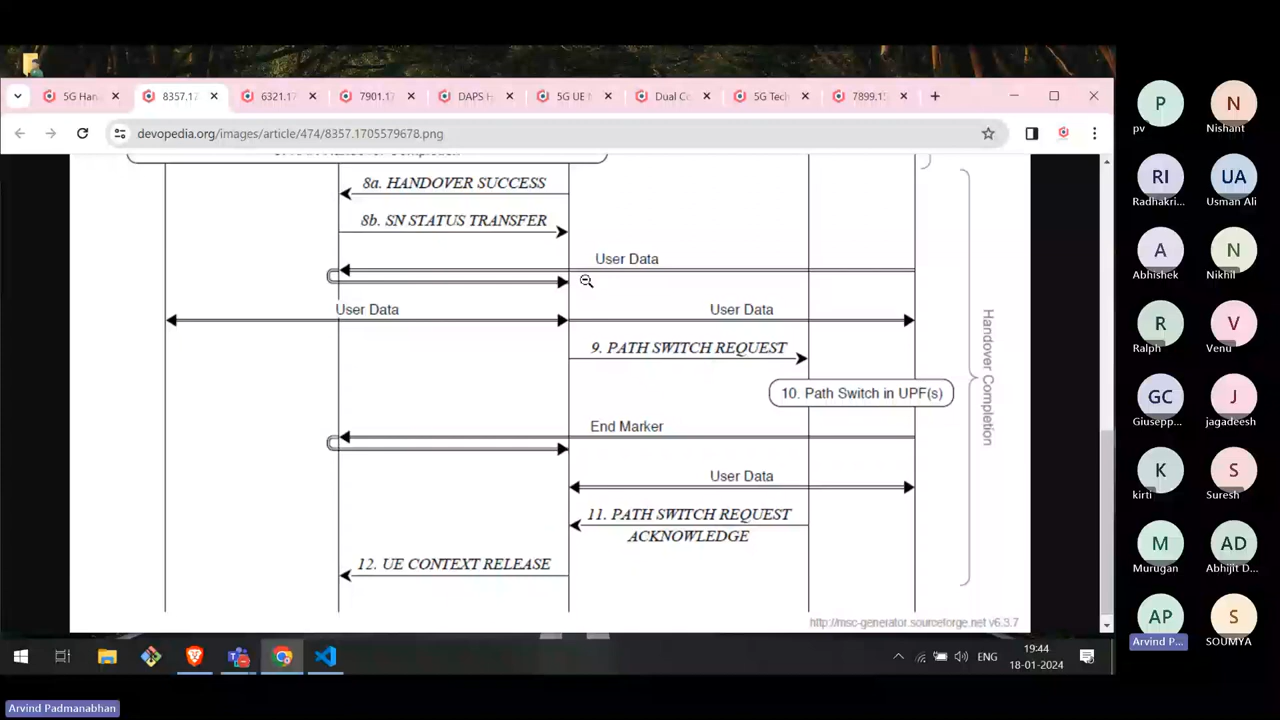 5G Han
8357.17
6321.17
7901.17
DAPS H
5G UE
Dual Co
5G Tech
7899.1
devopedia.org/images/article/474/8357.1705579678.png
8a. HANDOVER SUCCESS
8b. SN STATUS TRANSFER
User Data
User Data
User Data
9. PATH SWITCH REQUEST
10. Path Switch in UPF(s)
End Marker
User Data
11. PATH SWITCH REQUEST
ACKNOWLEDGE
12. UE CONTEXT RELEASE
Handover Completion
http://msc-generator.sourceforge.net v6.3.7
ENG
19:44
18-01-2024
P
pv
N
Nishant
RI
Radhakri...
UA
Usman Ali
A
Abhishek
N
Nikhil
R
Ralph
V
Venu
GC
Giusepp...
J
jagadeesh
K
kirti
S
Suresh
M
Murugan
AD
Abhijit D...
AP
Arvind P...
S
SOUMYA
Arvind Padmanabhan